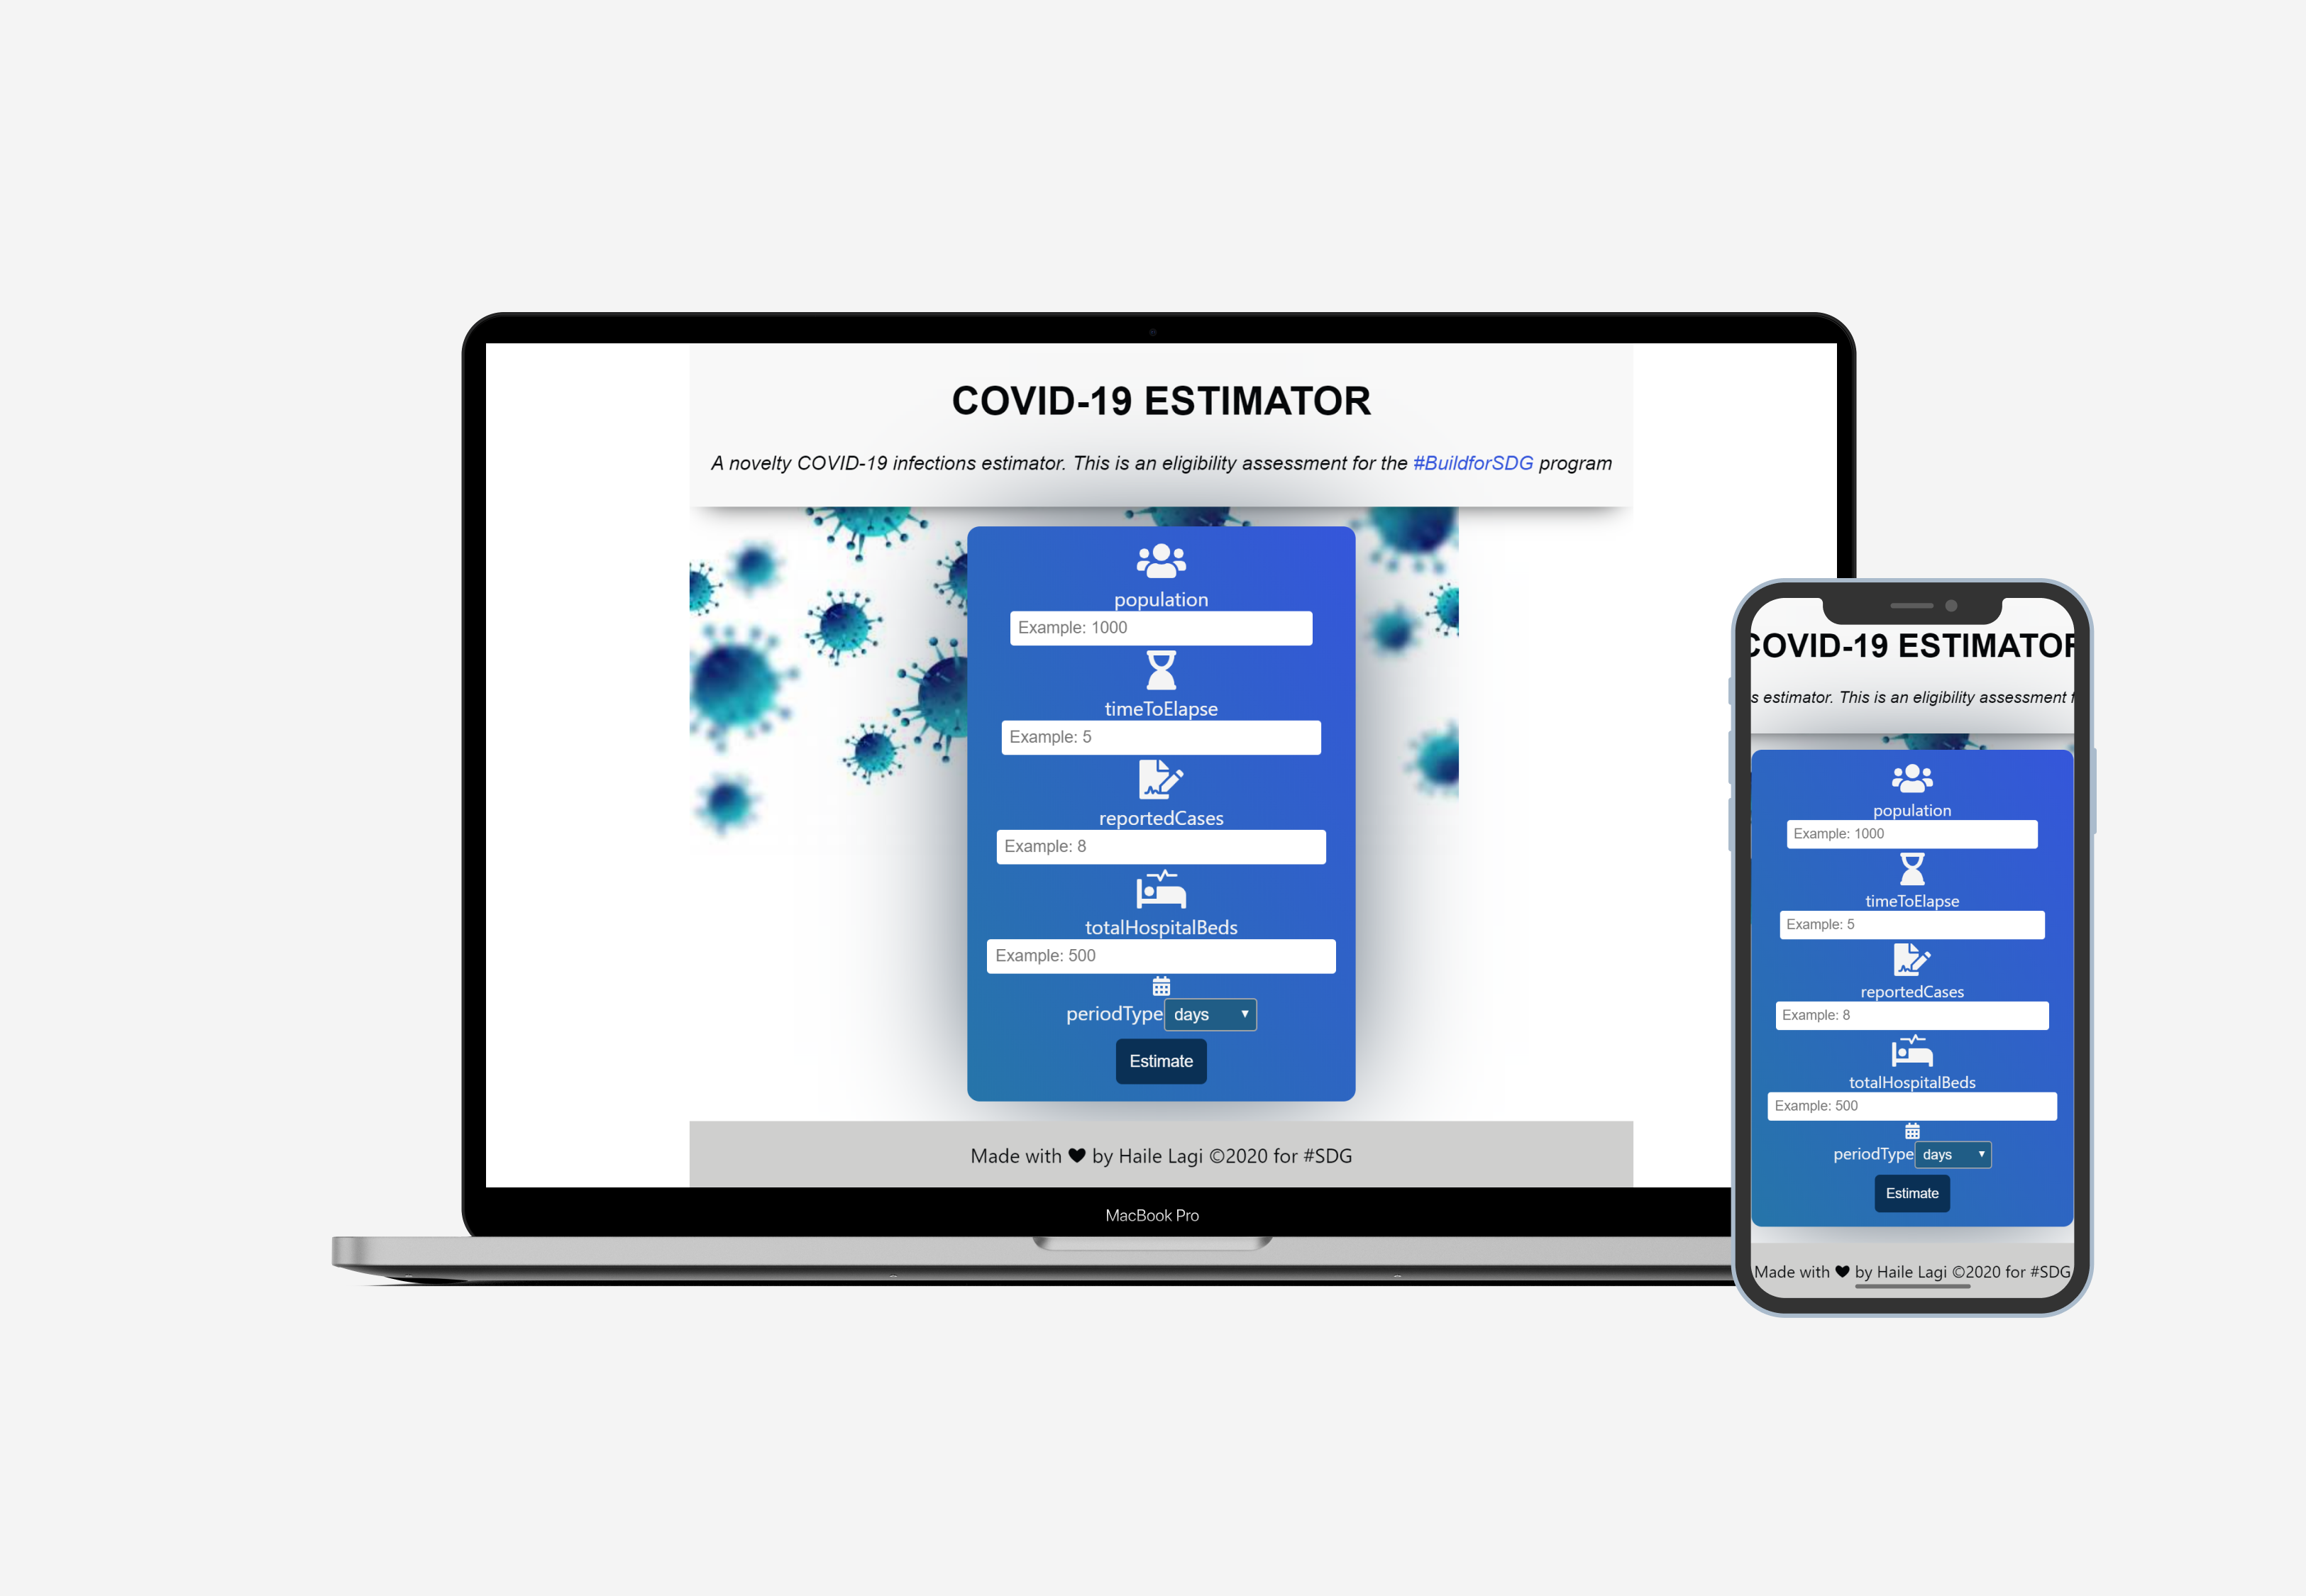 COVID-19 ESTIMATOR
A novelty COVID-19 infections estimator. This is an eligibility assessment for the #BuildforSDG program
population
Example: 1000
timeToElapse
Example: 5
reportedCases
Example: 8
totalHospitalBeds
Example: 500
periodType days
Estimate
Made with ♥ by Haile Lagi ©2020 for #SDG
MacBook Pro
COVID-19 ESTIMATOR
s estimator. This is an eligibility assessment f
population
Example: 1000
timeToElapse
Example: 5
reportedCases
Example: 8
totalHospitalBeds
Example: 500
periodType days
Estimate
Made with ♥ by Haile Lagi ©2020 for #SDG